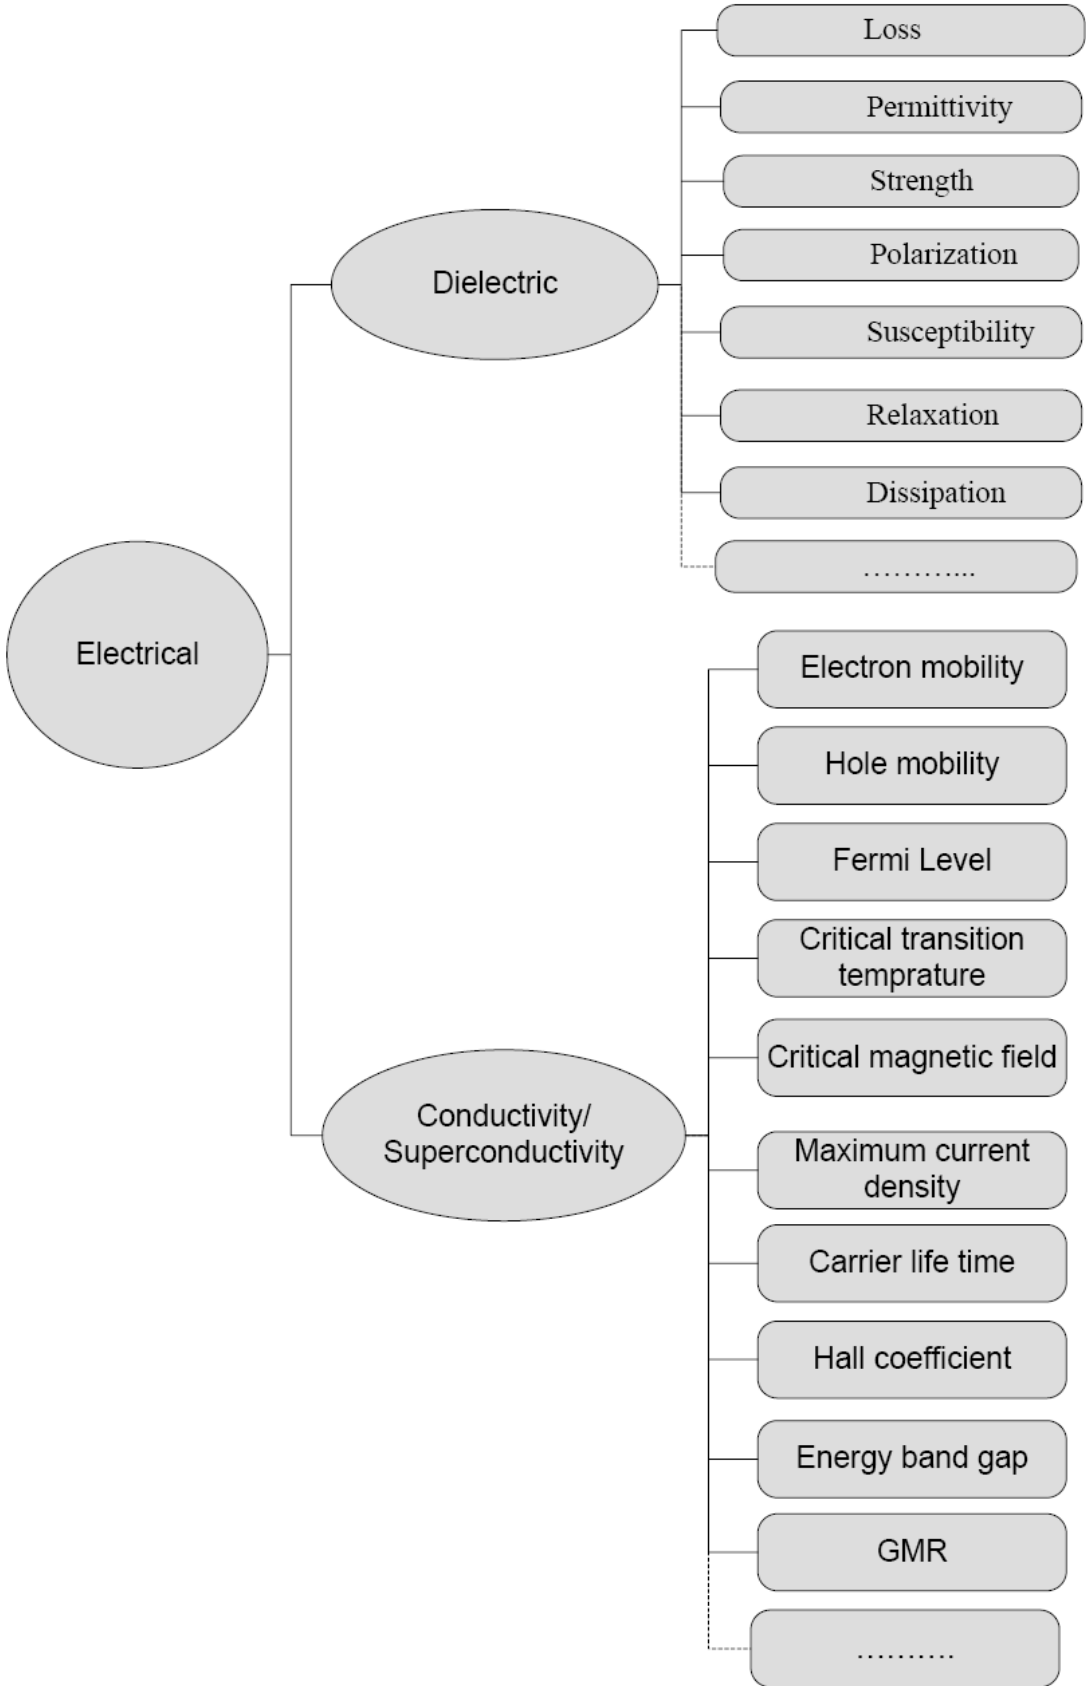 Loss
Permittivity
Strength
Polarization
Susceptibility
Relaxation
Dissipation
………...
Dielectric
Electrical
Conductivity/
Superconductivity
Electron mobility
Hole mobility
Fermi Level
Critical transition
temprature
Critical magnetic field
Maximum current
density
Carrier life time
Hall coefficient
Energy band gap
GMR
……….